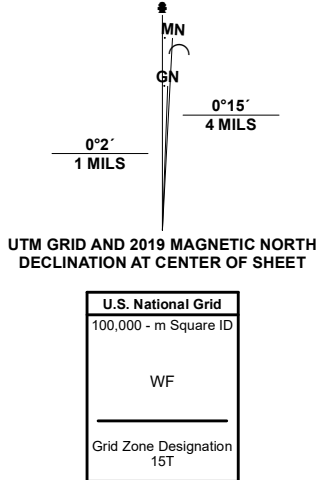 MN
GN
0°15´
4 MILS
0°2´
1 MILS
UTM GRID AND 2019 MAGNETIC NORTH
DECLINATION AT CENTER OF SHEET
U.S. National Grid
100,000 - m Square ID
WF
Grid Zone Designation
15T